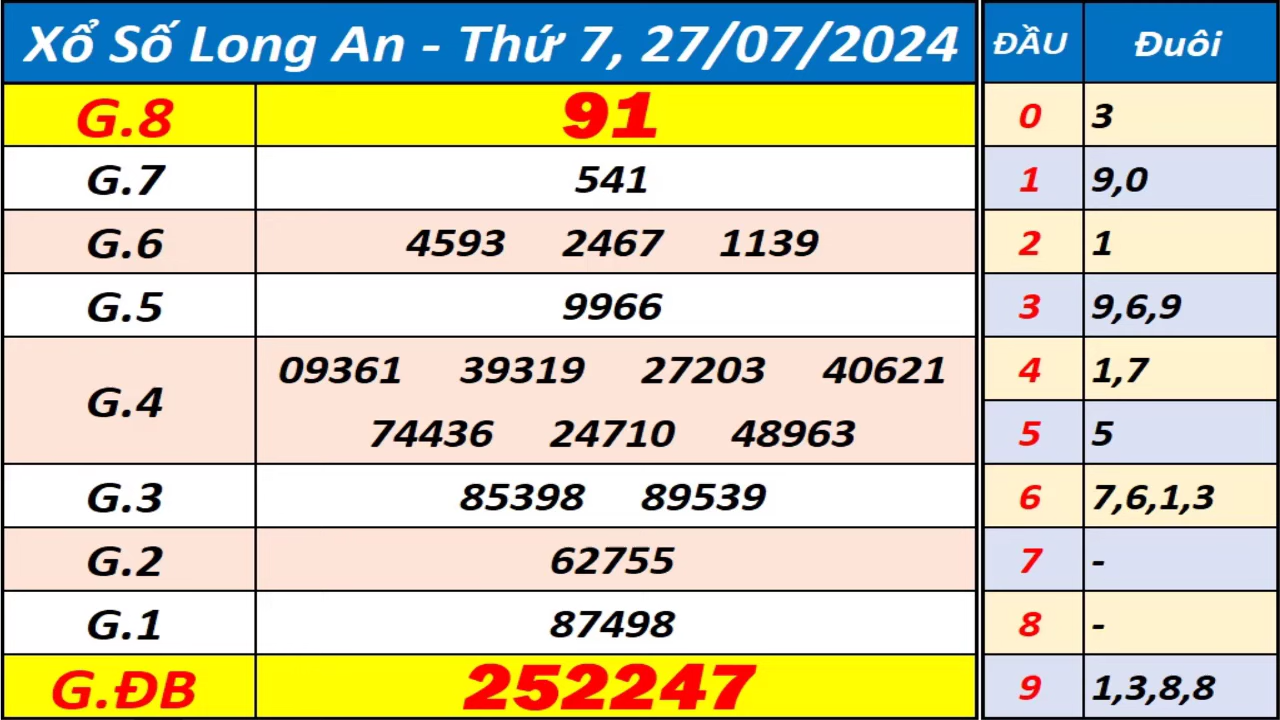 Xổ Số Long An - Thứ 7, 27/07/2024 ĐẦU Đuôi
G.8 91 0 3
G.7 541 1 9,0
G.6 4593 2467 1139 2 1
G.5 9966 3 9,6,9
G.4 09361 39319 27203 40621 4 1,7
74436 24710 48963 5 5
G.3 85398 89539 6 7,6,1,3
G.2 62755 7 -
G.1 87498 8 -
G.ĐB 252247 9 1,3,8,8